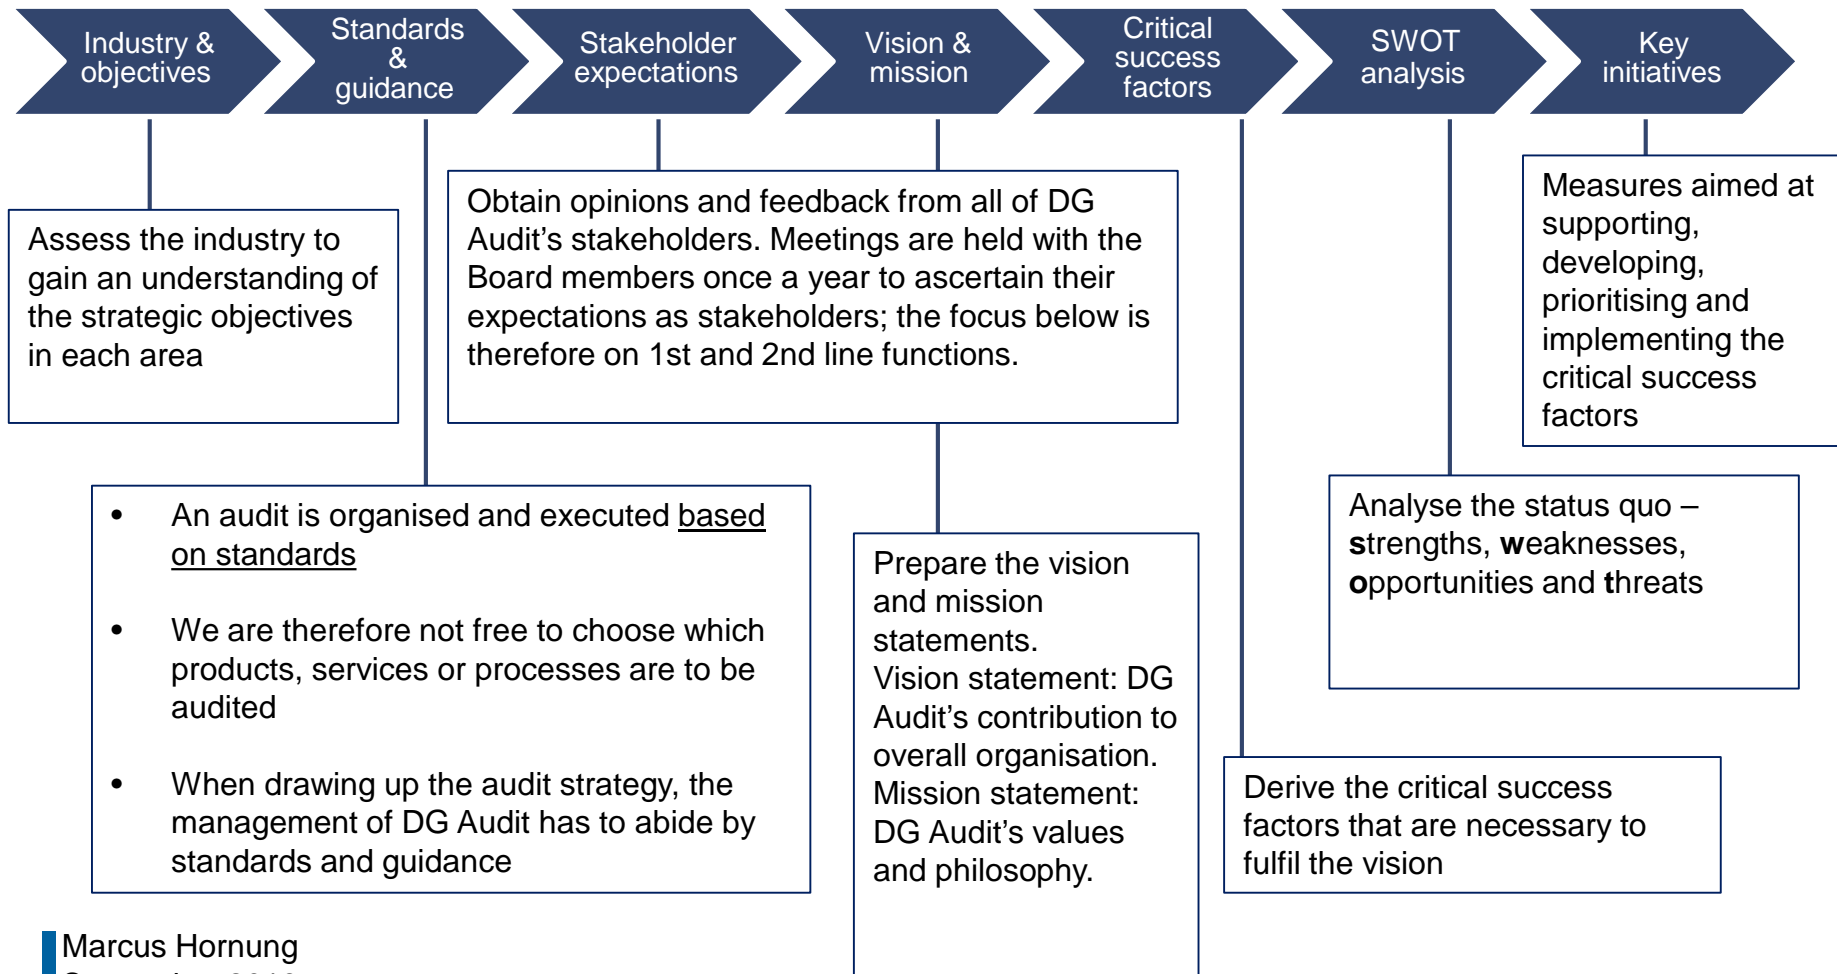 Industry &
objectives
Standards
&
guidance
Stakeholder
expectations
Vision &
mission
Critical
success
factors
SWOT
analysis
Key
initiatives
Assess the industry to
gain an understanding of
the strategic objectives
in each area
Obtain opinions and feedback from all of DG
Audit’s stakeholders. Meetings are held with the
Board members once a year to ascertain their
expectations as stakeholders; the focus below is
therefore on 1st and 2nd line functions.
Measures aimed at
supporting,
developing,
prioritising and
implementing the
critical success
factors
• An audit is organised and executed based
on standards
• We are therefore not free to choose which
products, services or processes are to be
audited
• When drawing up the audit strategy, the
management of DG Audit has to abide by
standards and guidance
Prepare the vision
and mission
statements.
Vision statement: DG
Audit’s contribution to
overall organisation.
Mission statement:
DG Audit’s values
and philosophy.
Analyse the status quo –
strengths, weaknesses,
opportunities and threats
Derive the critical success
factors that are necessary to
fulfil the vision
Marcus Hornung